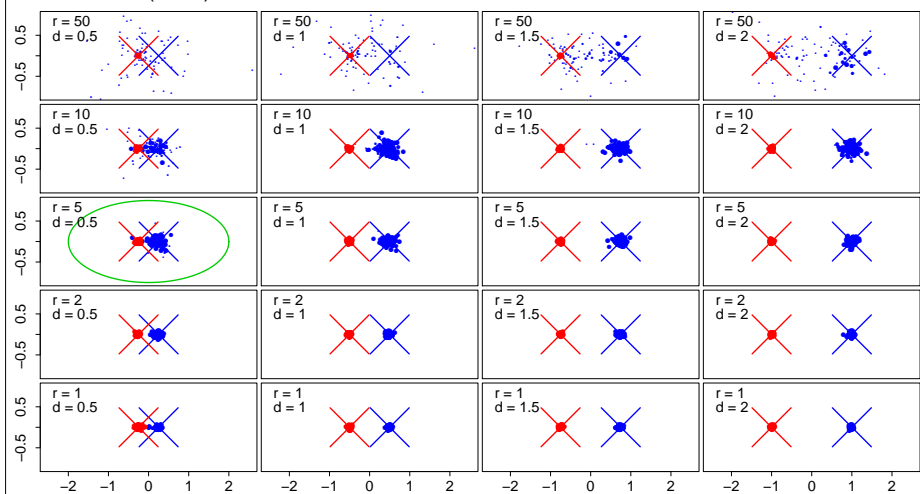 0.5 r = 50 r = 50 r = 50 r = 50
−0.5 d = 0.5 d = 1 d = 1.5 d = 2
0.5 r = 10 r = 10 r = 10 r = 10
−0.5 d = 0.5 d = 1 d = 1.5 d = 2
0.5 r = 5 r = 5 r = 5 r = 5
−0.5 d = 0.5 d = 1 d = 1.5 d = 2
0.5 r = 2 r = 2 r = 2 r = 2
−0.5 d = 0.5 d = 1 d = 1.5 d = 2
0.5 r = 1 r = 1 r = 1 r = 1
−0.5 d = 0.5 d = 1 d = 1.5 d = 2
−2 −1 0 1 2 −2 −1 0 1 2 −2 −1 0 1 2 −2 −1 0 1 2